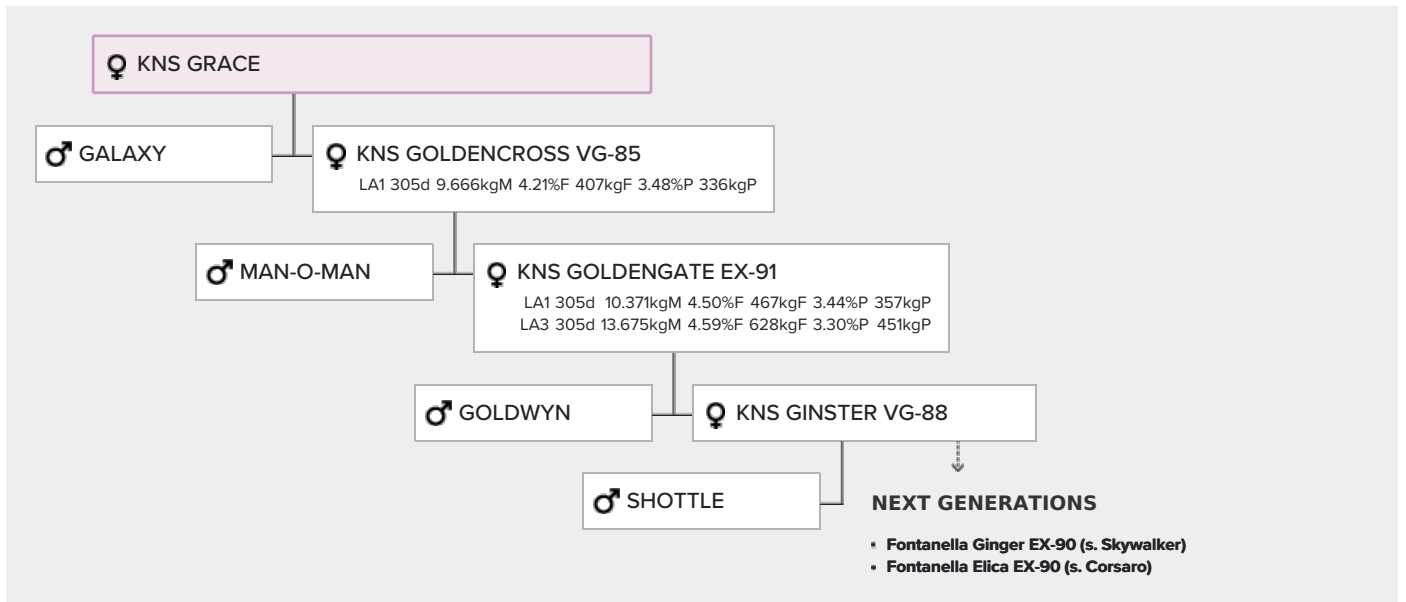 KNS GRACE
GALAXY
KNS GOLDENCROSS VG-85
LA1 305d 9.666kgM 4.21%F 407kgF 3.48%P 336kgP
MAN-O-MAN
KNS GOLDENGATE EX-91
LA1 305d 10.371kgM 4.50%F 467kgF 3.44%P 357kgP
LA3 305d 13.675kgM 4.59%F 628kgF 3.30%P 451kgP
GOLDWYN
KNS GINSTER VG-88
SHOTTLE
NEXT GENERATIONS
Fontanella Ginger EX-90 (s. Skywalker)
Fontanella Elica EX-90 (s. Corsaro)